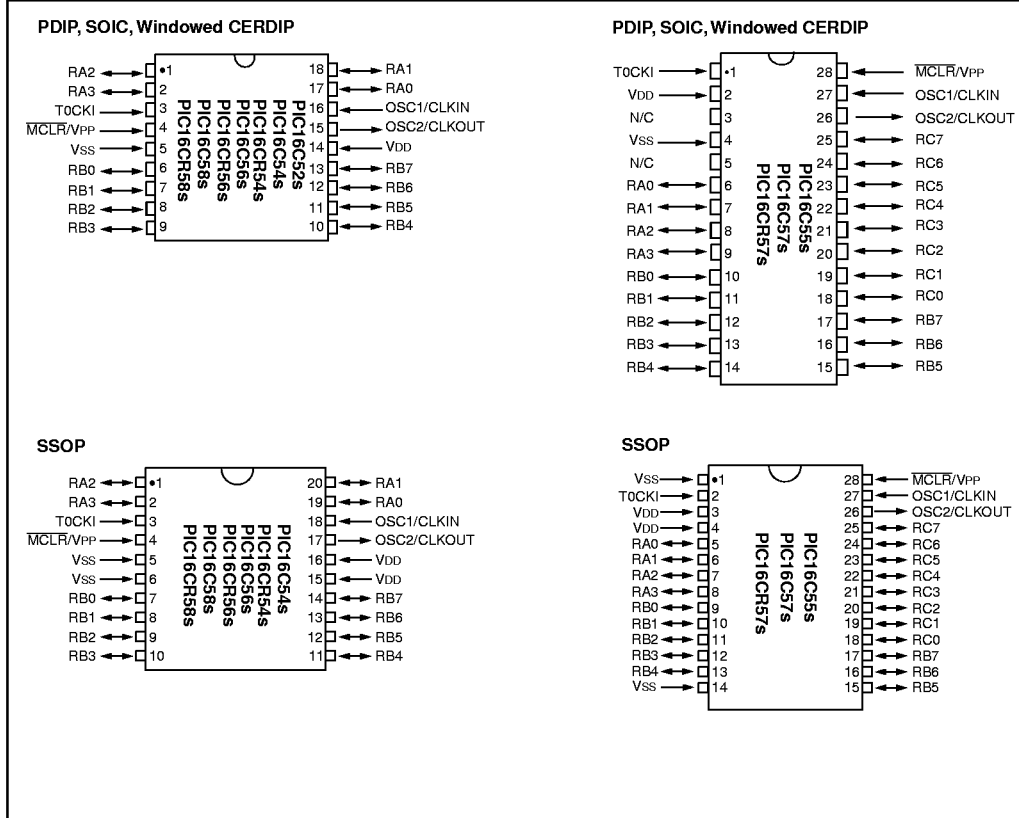 PDIP, SOIC, Windowed CERDIP
RA2 •1 18 RA1
RA3 2 17 RA0
T0CKI 3 16 OSC1/CLKIN
MCLR/VPP 4 15 OSC2/CLKOUT
VSS 5 14 VDD
RB0 6 13 RB7
RB1 7 12 RB6
RB2 8 11 RB5
RB3 9 10 RB4
PIC16C52s
PIC16C54s
PIC16CR54s
PIC16C56s
PIC16CR56s
PIC16C58s
PIC16CR58s
PDIP, SOIC, Windowed CERDIP
T0CKI •1 28 MCLR/VPP
VDD 2 27 OSC1/CLKIN
N/C 3 26 OSC2/CLKOUT
VSS 4 25 RC7
N/C 5 24 RC6
RA0 6 23 RC5
RA1 7 22 RC4
RA2 8 21 RC3
RA3 9 20 RC2
RB0 10 19 RC1
RB1 11 18 RC0
RB2 12 17 RB7
RB3 13 16 RB6
RB4 14 15 RB5
PIC16C55s
PIC16C57s
PIC16CR57s
SSOP
RA2 •1 20 RA1
RA3 2 19 RA0
T0CKI 3 18 OSC1/CLKIN
MCLR/VPP 4 17 OSC2/CLKOUT
VSS 5 16 VDD
VSS 6 15 VDD
RB0 7 14 RB7
RB1 8 13 RB6
RB2 9 12 RB5
RB3 10 11 RB4
PIC16C54s
PIC16CR54s
PIC16C56s
PIC16CR56s
PIC16C58s
PIC16CR58s
SSOP
VSS •1 28 MCLR/VPP
T0CKI 2 27 OSC1/CLKIN
VDD 3 26 OSC2/CLKOUT
VDD 4 25 RC7
RA0 5 24 RC6
RA1 6 23 RC5
RA2 7 22 RC4
RA3 8 21 RC3
RB0 9 20 RC2
RB1 10 19 RC1
RB2 11 18 RC0
RB3 12 17 RB7
RB4 13 16 RB6
VSS 14 15 RB5
PIC16C55s
PIC16C57s
PIC16CR57s